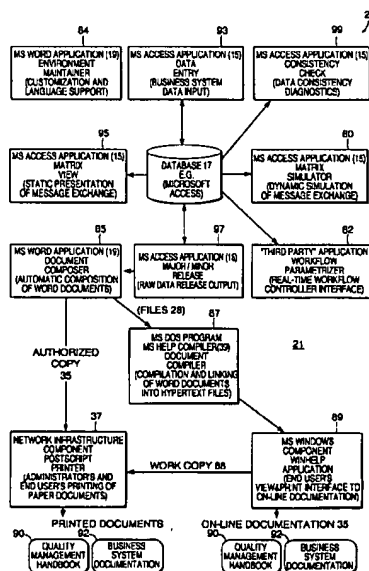 2
84
93
99
MS WORD APPLICATION (19)
ENVIRONMENT
MAINTAINER
(CUSTOMIZATION AND
LANGUAGE SUPPORT)
MS ACCESS APPLICATION (15)
DATA
ENTRY
(BUSINESS SYSTEM
DATA INPUT)
MS ACCESS APPLICATION (15)
CONSISTENCY
CHECK
(DATA CONSISTENCY
DIAGNOSTICS)
95
80
MS ACCESS APPLICATION (15)
MATRIX
VIEW
(STATIC PRESENTATION
OF MESSAGE EXCHANGE)
DATABASE 17
E.G.
(MICROSOFT
ACCESS)
MS ACCESS APPLICATION (15)
MATRIX
SIMULATOR
(DYNAMIC SIMULATION
OF MESSAGE EXCHANGE)
85
97
82
MS WORD APPLICATION (19)
DOCUMENT
COMPOSER
(AUTOMATIC COMPOSITION
OF WORD DOCUMENTS)
MS ACCESS APPLICATION (15)
MAJOR / MINOR
RELEASE
(RAW DATA RELEASE OUTPUT)
"THIRD PARTY" APPLICATION
WORKFLOW
PARAMETRIZER
(REAL-TIME WORKFLOW
CONTROLLER INTERFACE)
(FILES 28)
87
MS DOS PROGRAM
MS HELP COMPILER(39)
DOCUMENT
COMPILER
(COMPILATION AND LINKING
OF WORD DOCUMENTS
INTO HYPERTEXT FILES)
21
AUTHORIZED
COPY
35
37
89
NETWORK INFRASTRUCTURE
COMPONENT
POSTSCRIPT
PRINTER
(ADMINISTRATOR'S AND
END USER'S PRINTING OF
PAPER DOCUMENTS)
WORK COPY 88
MS WINDOWS
COMPONENT
WINHELP
APPLICATION
(END USER'S
VIEW&PRINT INTERFACE TO
ON-LINE DOCUMENTATION)
PRINTED DOCUMENTS
ON-LINE DOCUMENTATION 35
90
92
90
92
QUALITY
MANAGEMENT
HANDBOOK
BUSINESS
SYSTEM
DOCUMENTATION
QUALITY
MANAGEMENT
HANDBOOK
BUSINESS
SYSTEM
DOCUMENTATION